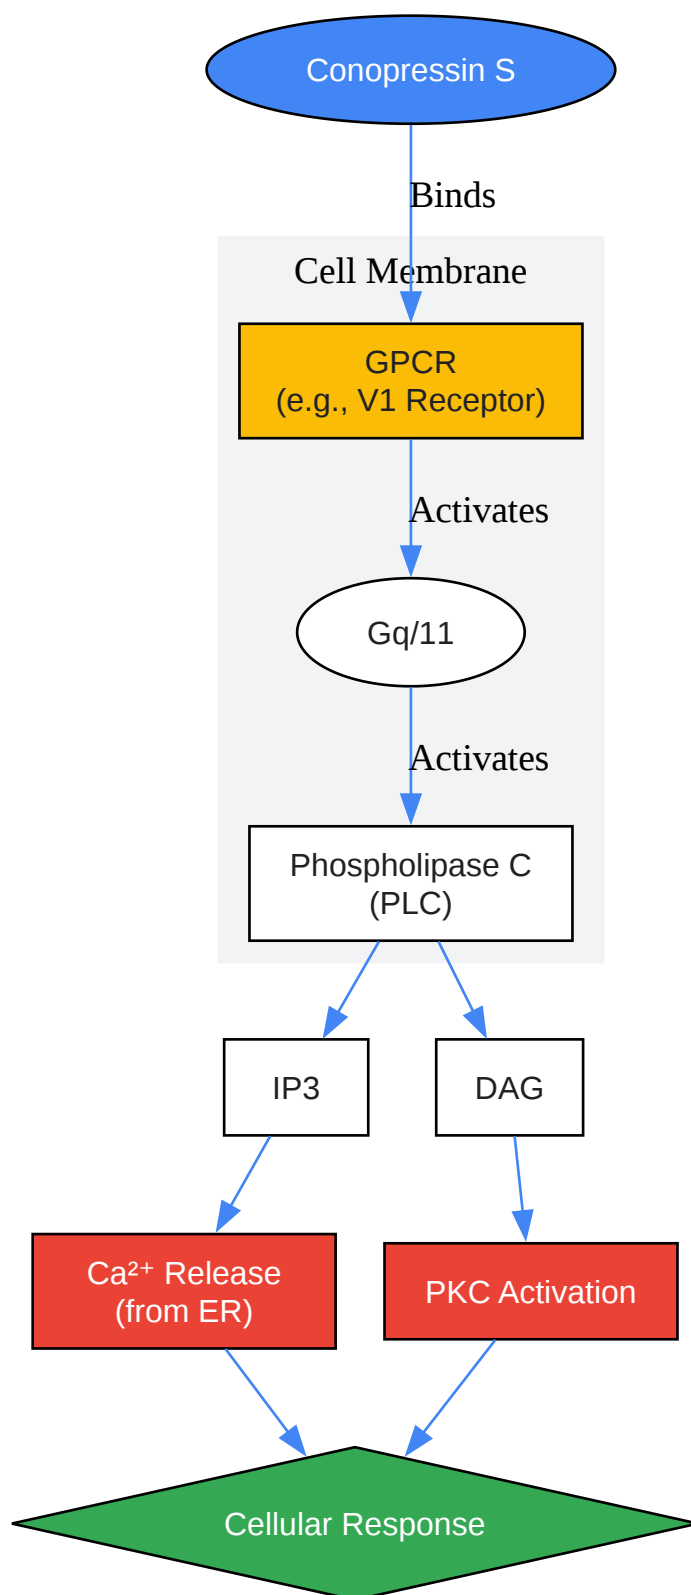 Conopressin S
Binds
Cell Membrane
GPCR
(e.g., V1 Receptor)
Activates
Gq/11
Activates
Phospholipase C
(PLC)
IP3
DAG
Ca²⁺ Release
(from ER)
PKC Activation
Cellular Response